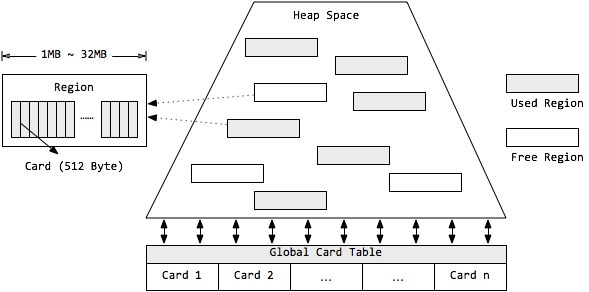 Heap Space
1MB ~ 32MB
Region
......
Card (512 Byte)
Used Region
Free Region
Global Card Table
Card 1
Card 2
...
...
Card n